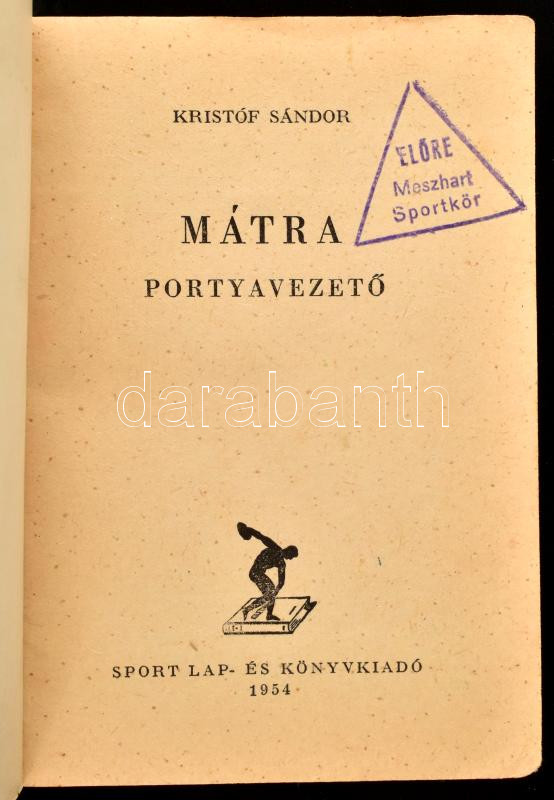 KRISTÓF SÁNDOR
ELŐRE
Meszhart
Sportkör
MÁTRA
PORTYAVEZETŐ
darabanth
SPORT LAP- ÉS KÖNYVKIADÓ
1954